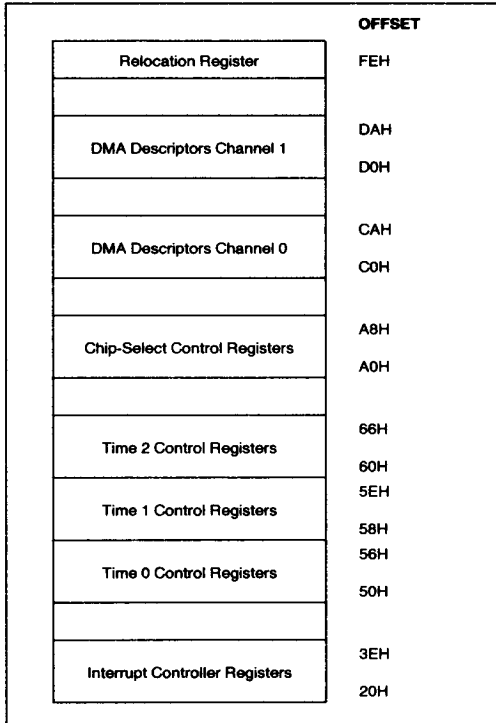 OFFSET
Relocation Register FEH
DAH
DMA Descriptors Channel 1
D0H
CAH
DMA Descriptors Channel 0
C0H
A8H
Chip-Select Control Registers
A0H
66H
Time 2 Control Registers
60H
5EH
Time 1 Control Registers
58H
56H
Time 0 Control Registers
50H
3EH
Interrupt Controller Registers
20H